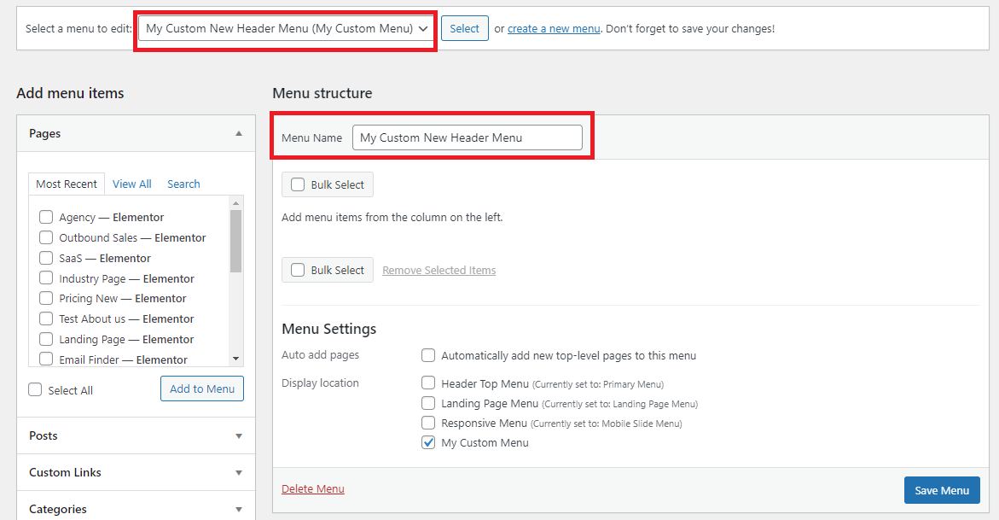 Select a menu to edit: My Custom New Header Menu (My Custom Menu) Select or create a new menu. Don't forget to save your changes!
Add menu items
Pages
Most Recent View All Search
Agency — Elementor
Outbound Sales — Elementor
SaaS — Elementor
Industry Page — Elementor
Pricing New — Elementor
Test About us — Elementor
Landing Page — Elementor
Email Finder — Elementor
Select All Add to Menu
Posts
Custom Links
Categories
Menu structure
Menu Name My Custom New Header Menu
Bulk Select
Add menu items from the column on the left.
Bulk Select Remove Selected Items
Menu Settings
Auto add pages Automatically add new top-level pages to this menu
Display location Header Top Menu (Currently set to: Primary Menu)
Landing Page Menu (Currently set to: Landing Page Menu)
Responsive Menu (Currently set to: Mobile Slide Menu)
My Custom Menu
Delete Menu Save Menu